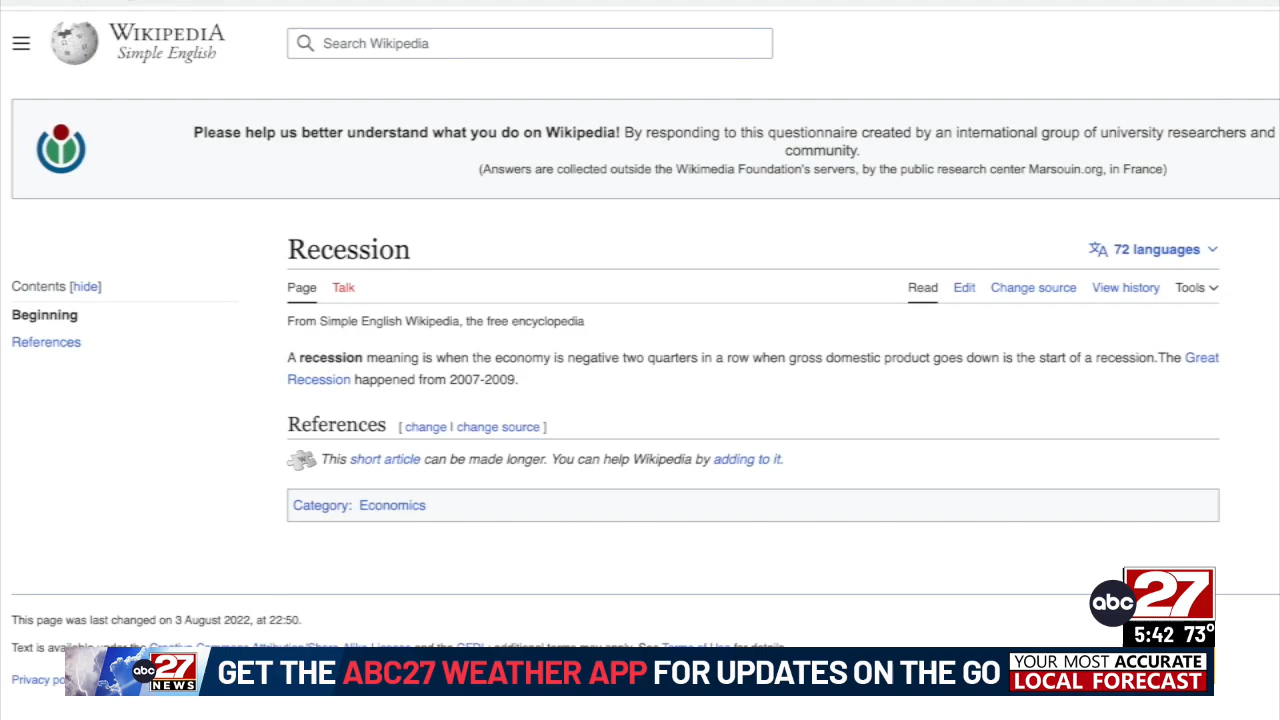 WIKIPEDIA
Simple English
Search Wikipedia
Please help us better understand what you do on Wikipedia! By responding to this questionnaire created by an international group of university researchers and
community.
(Answers are collected outside the Wikimedia Foundation's servers, by the public research center Marsouin.org, in France)
Recession
72 languages
Contents [hide]
Page Talk
Read Edit Change source View history Tools
Beginning
From Simple English Wikipedia, the free encyclopedia
References
A recession meaning is when the economy is negative two quarters in a row when gross domestic product goes down is the start of a recession.The Great
Recession happened from 2007-2009.
References [ change | change source ]
This short article can be made longer. You can help Wikipedia by adding to it.
Category: Economics
abc 27
This page was last changed on 3 August 2022, at 22:50.
5:42 73°
Text is
abc 27 NEWS
GET THE ABC27 WEATHER APP FOR UPDATES ON THE GO
YOUR MOST ACCURATE
LOCAL FORECAST
Privacy